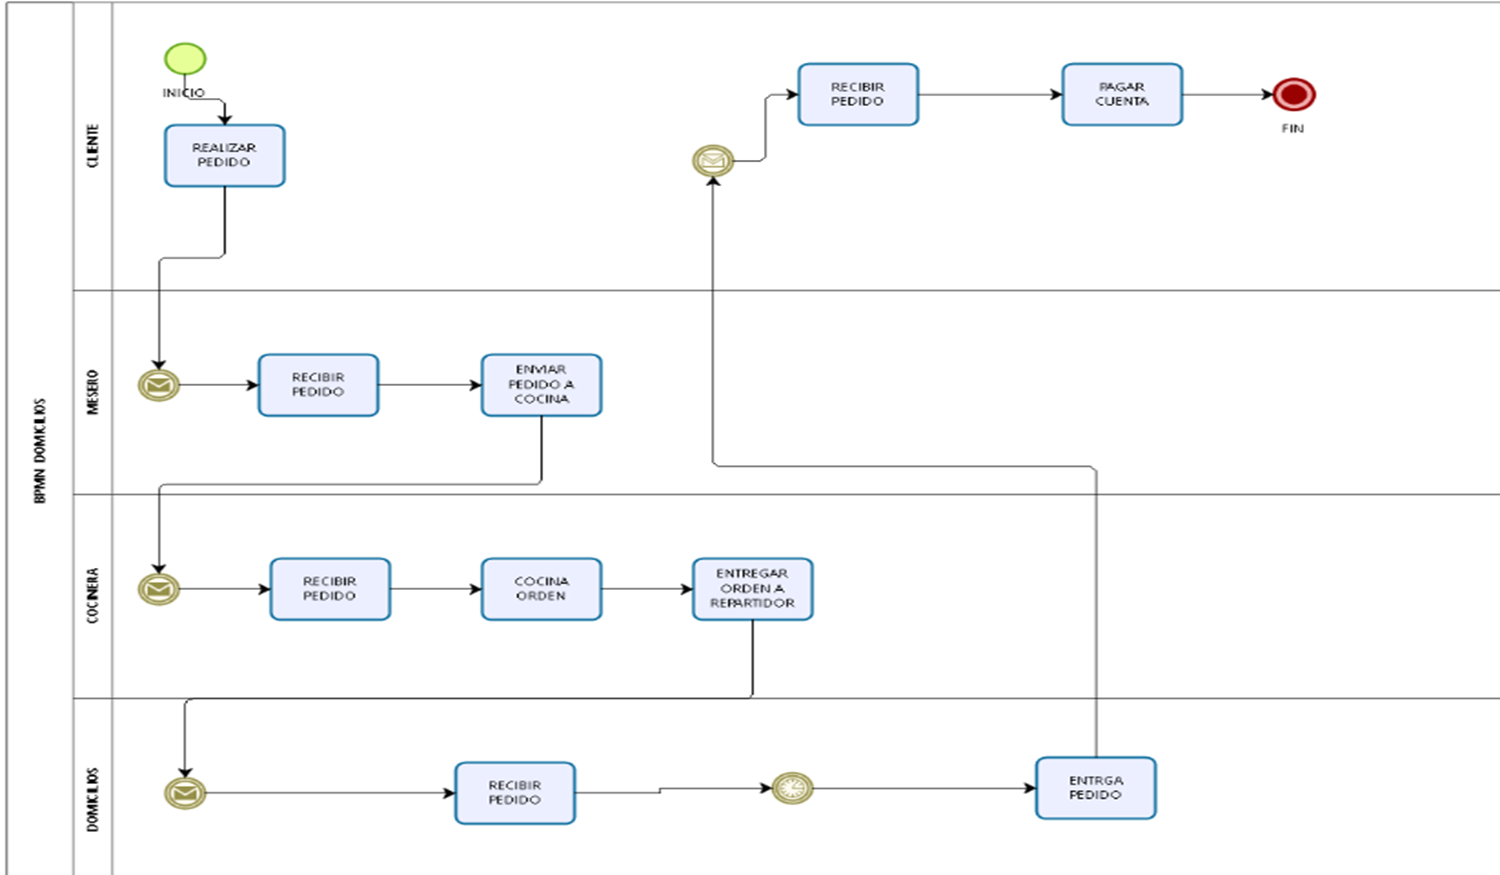 BPMN DOMICILIOS
CLIENTE
INICIO
REALIZAR
PEDIDO
RECIBIR
PEDIDO
PAGAR
CUENTA
FIN
MESERO
RECIBIR
PEDIDO
ENVIAR
PEDIDO A
COCINA
COCINERA
RECIBIR
PEDIDO
COCINA
ORDEN
ENTREGAR
ORDEN A
REPARTIDOR
DOMICILIOS
RECIBIR
PEDIDO
ENTRGA
PEDIDO